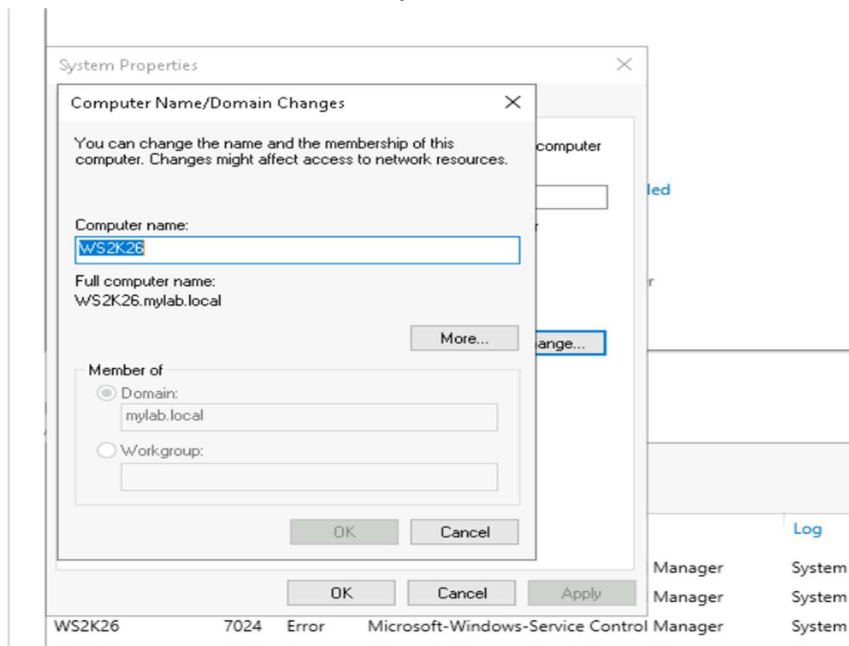 System Properties
Computer Name/Domain Changes
You can change the name and the membership of this
computer. Changes might affect access to network resources.
computer
led
Computer name:
WS2K26
r
Full computer name:
WS2K26.mylab.local
r
More...
ange...
Member of
Domain:
mylab.local
Workgroup:
OK Cancel
Log
Manager System
OK Cancel Apply
Manager System
WS2K26 7024 Error Microsoft-Windows-Service Control Manager System